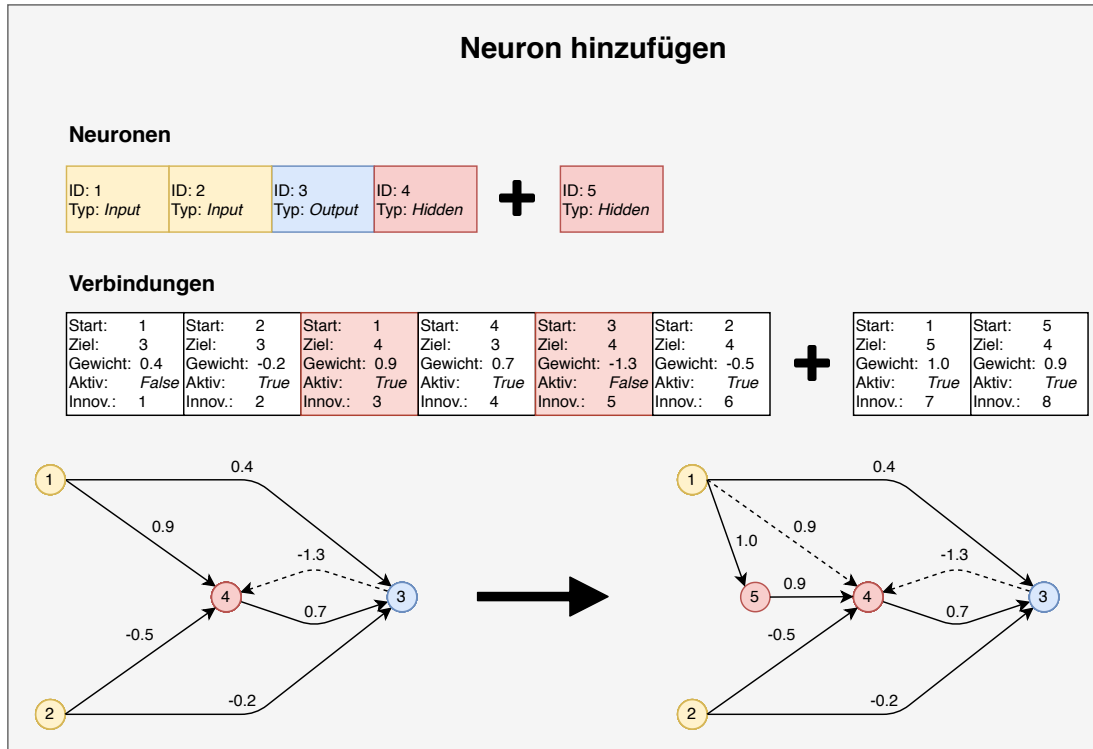 Neuron hinzufügen
Neuronen
ID: 1
Typ: Input
ID: 2
Typ: Input
ID: 3
Typ: Output
ID: 4
Typ: Hidden
ID: 5
Typ: Hidden
Verbindungen
Start: 1
Ziel: 3
Gewicht: 0.4
Aktiv: False
Innov.: 1
Start: 2
Ziel: 3
Gewicht: -0.2
Aktiv: True
Innov.: 2
Start: 1
Ziel: 4
Gewicht: 0.9
Aktiv: True
Innov.: 3
Start: 4
Ziel: 3
Gewicht: 0.7
Aktiv: True
Innov.: 4
Start: 3
Ziel: 4
Gewicht: -1.3
Aktiv: False
Innov.: 5
Start: 2
Ziel: 4
Gewicht: -0.5
Aktiv: True
Innov.: 6
Start: 1
Ziel: 5
Gewicht: 1.0
Aktiv: True
Innov.: 7
Start: 5
Ziel: 4
Gewicht: 0.9
Aktiv: True
Innov.: 8
1
0.4
0.9
-1.3
4
3
0.7
-0.5
-0.2
2
1
0.4
0.9
1.0
-1.3
0.9
5
4
3
0.7
-0.5
-0.2
2